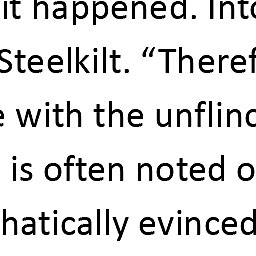 it happened. Into
Steelkilt. “Theref
e with the unflinc
is often noted o
hatically evinced